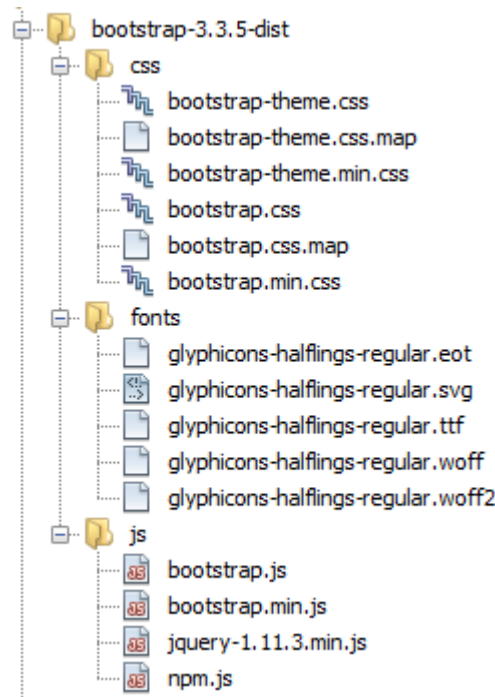 bootstrap-3.3.5-dist
css
bootstrap-theme.css
bootstrap-theme.css.map
bootstrap-theme.min.css
bootstrap.css
bootstrap.css.map
bootstrap.min.css
fonts
glyphicons-halflings-regular.eot
glyphicons-halflings-regular.svg
glyphicons-halflings-regular.ttf
glyphicons-halflings-regular.woff
glyphicons-halflings-regular.woff2
js
bootstrap.js
bootstrap.min.js
jquery-1.11.3.min.js
npm.js